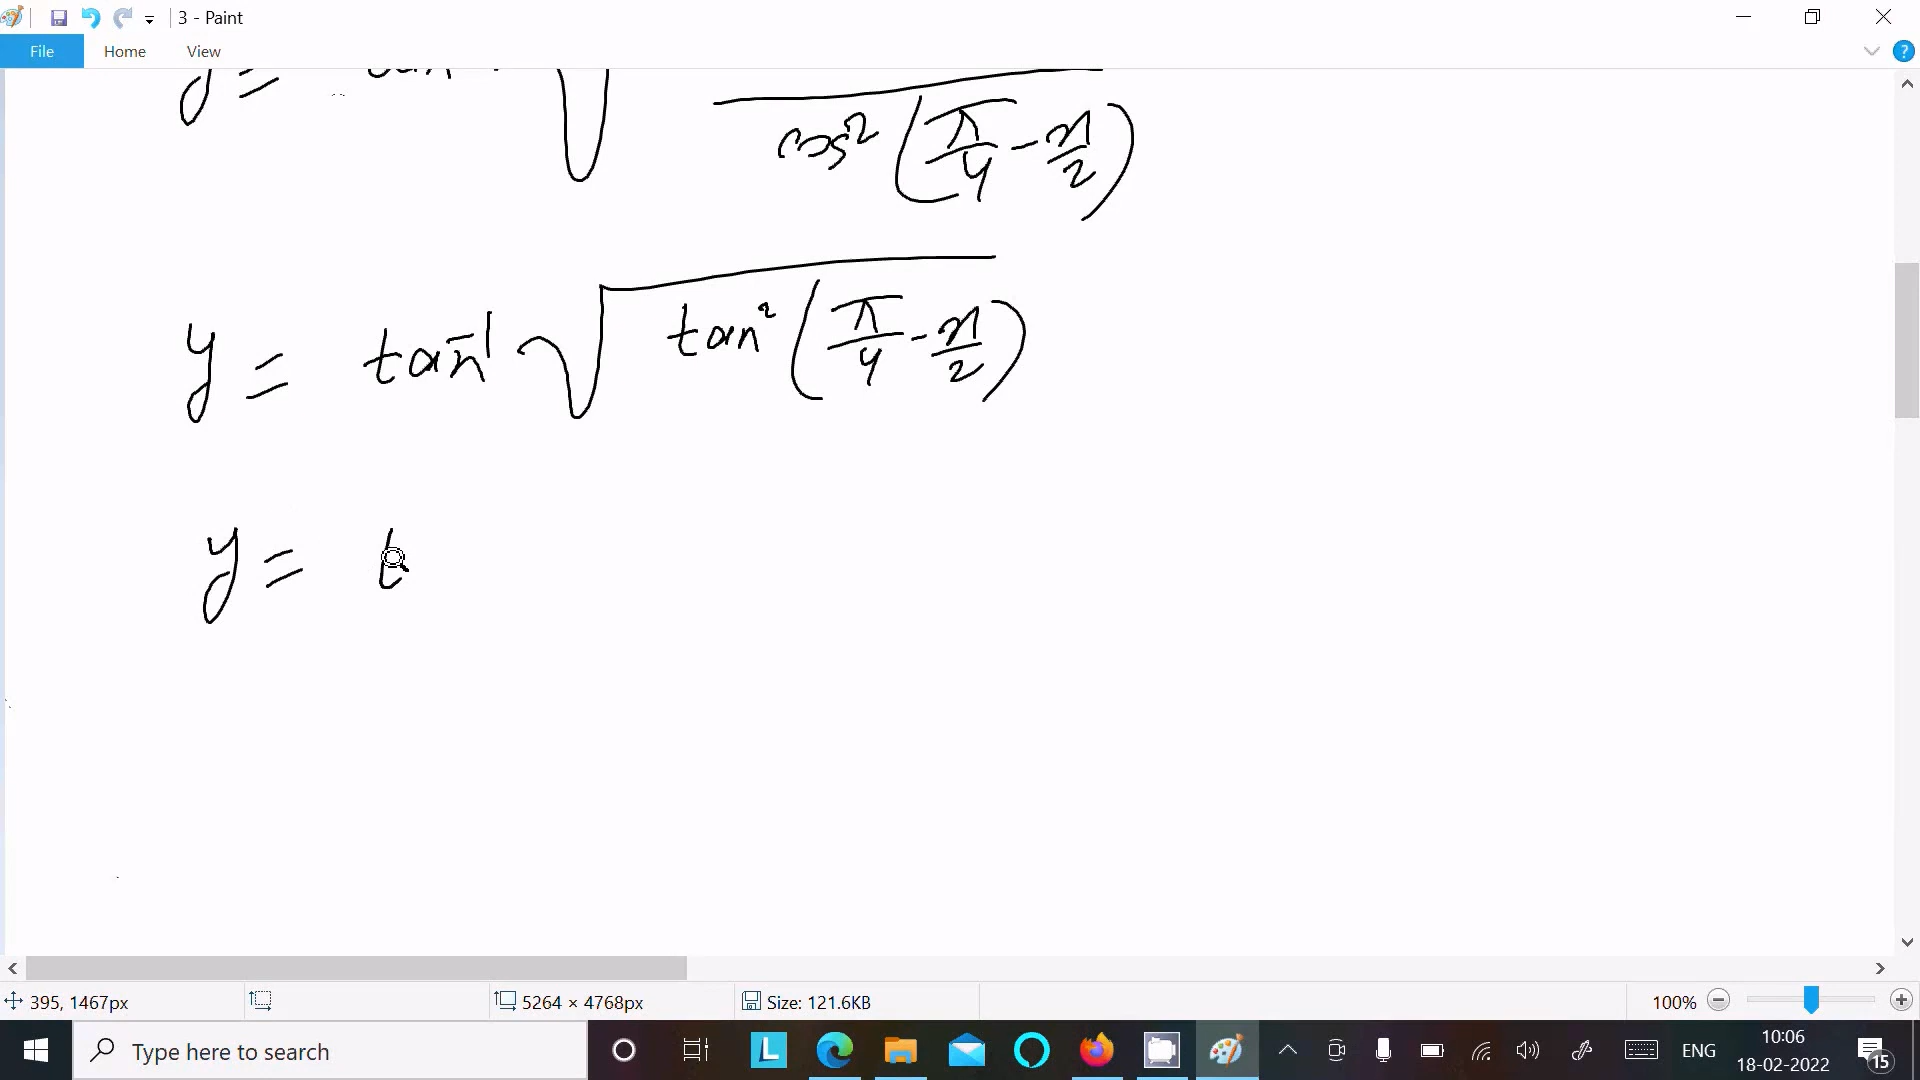 3 - Paint
File Home View
y =
cos² (π/4 - x/2)
y = tan⁻¹ √tan² (π/4 - x/2)
y = t
395, 1467px 5264 × 4768px Size: 121.6KB 100%
Type here to search L ENG 10:06
18-02-2022 15